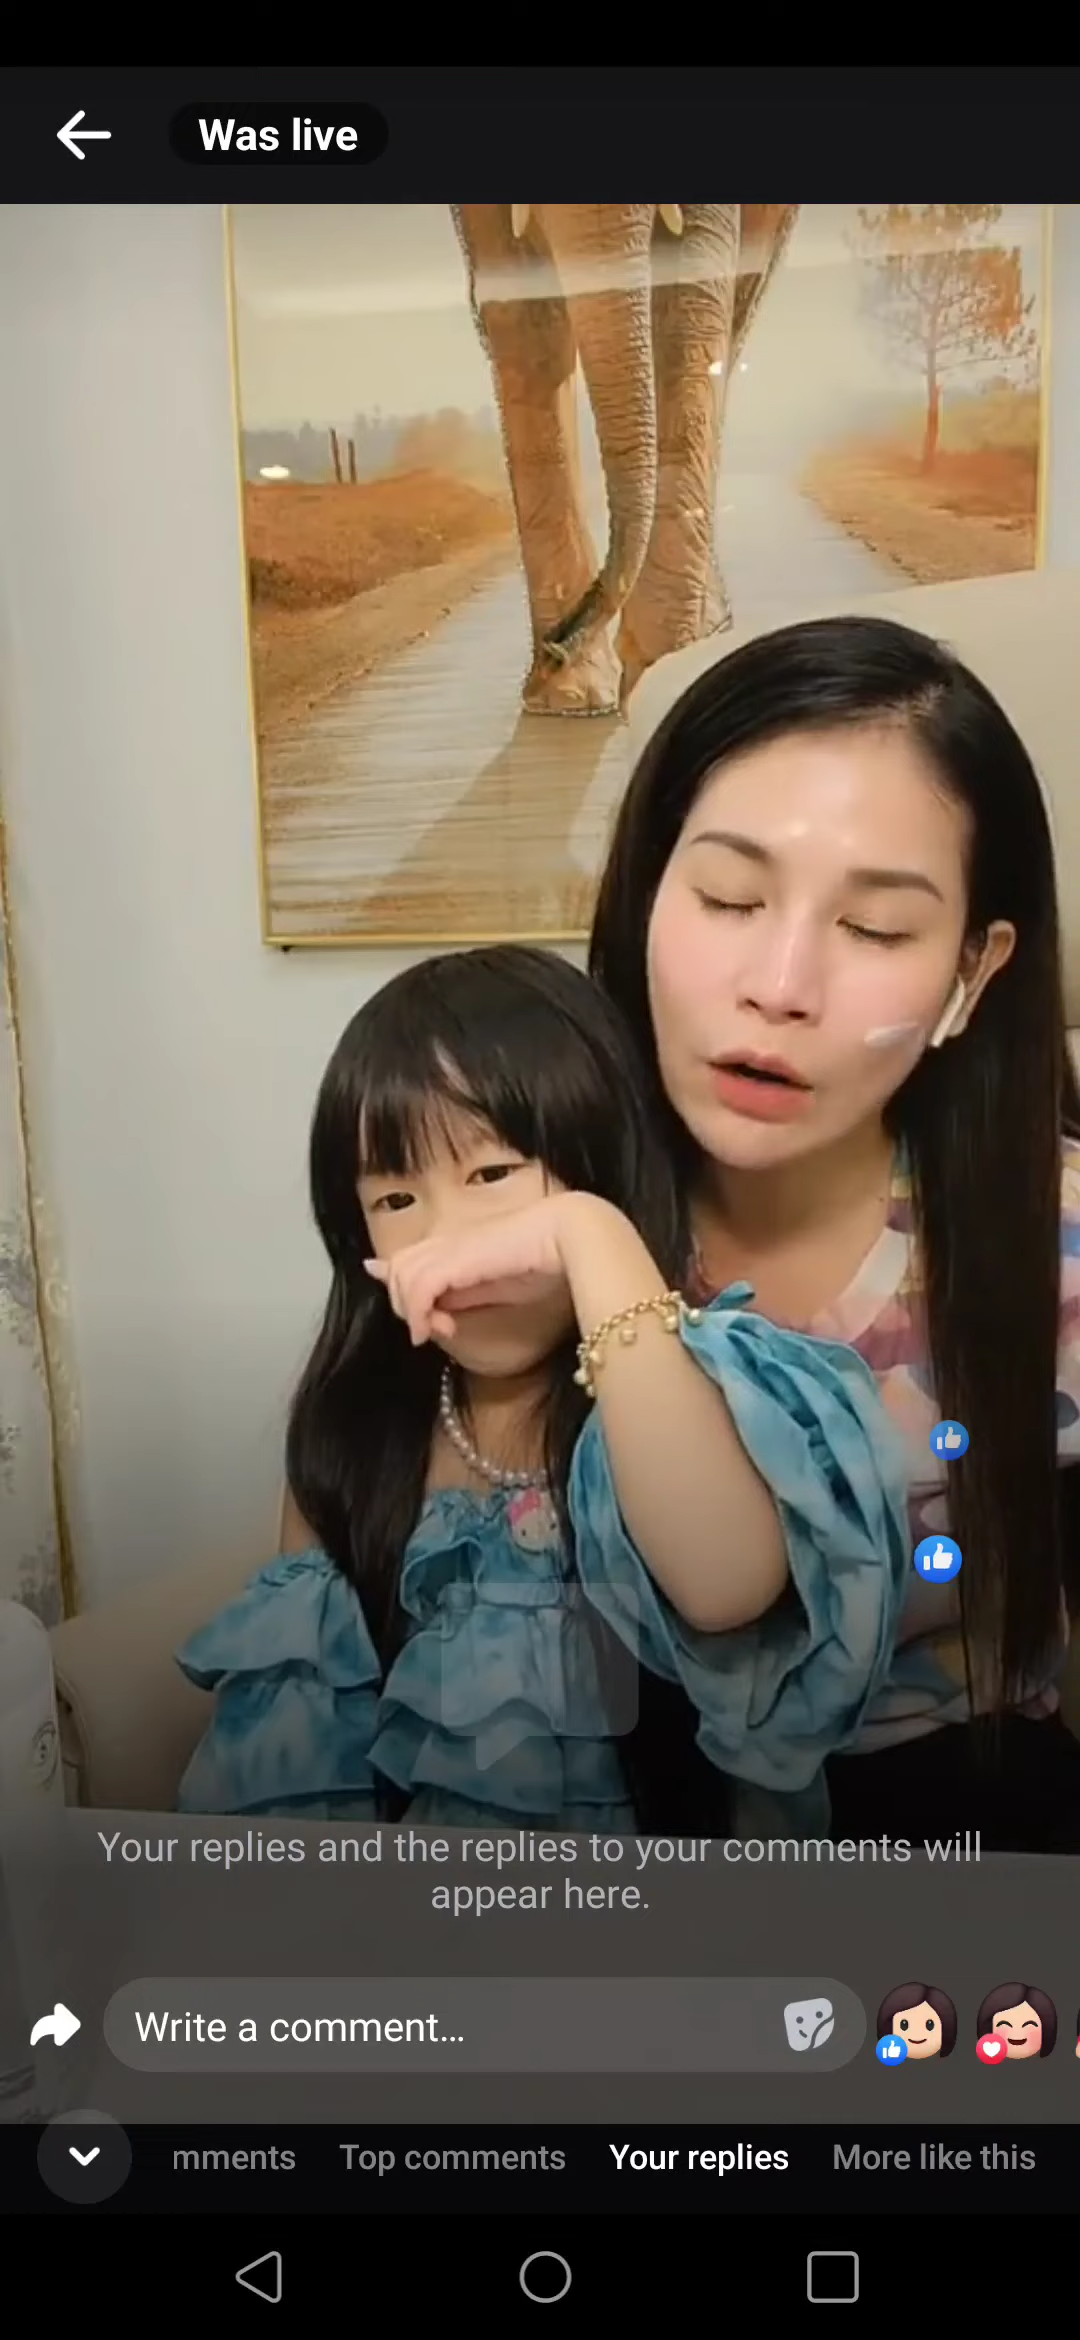 Was live
Your replies and the replies to your comments will
appear here.
Write a comment...
mments Top comments Your replies More like this